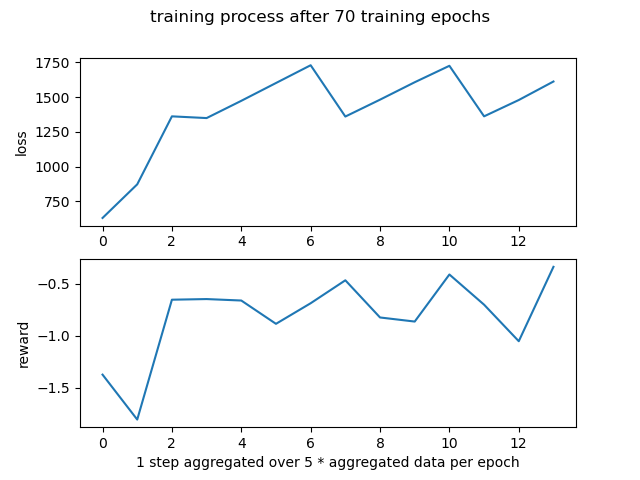 training process after 70 training epochs
1750
1500
1250
1000
750
loss
0 2 4 6 8 10 12
−0.5
−1.0
−1.5
reward
0 2 4 6 8 10 12
1 step aggregated over 5 * aggregated data per epoch